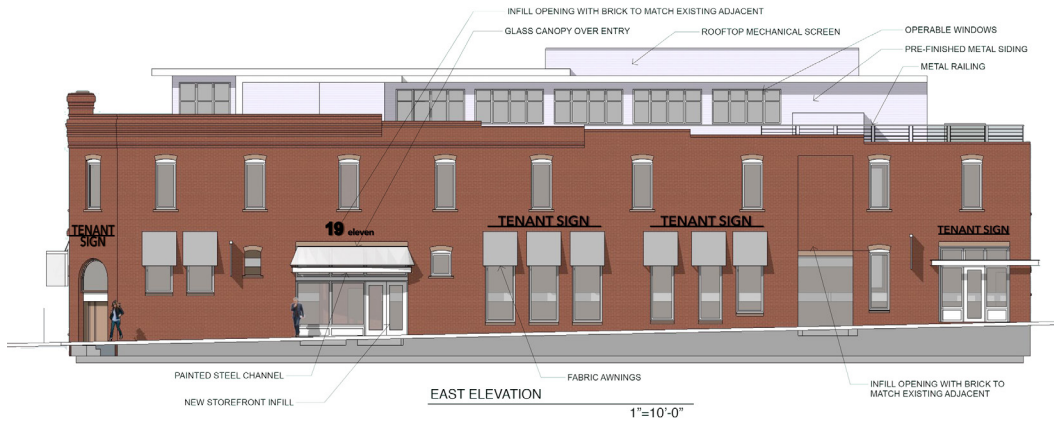 INFILL OPENING WITH BRICK TO MATCH EXISTING ADJACENT
GLASS CANOPY OVER ENTRY
ROOFTOP MECHANICAL SCREEN
OPERABLE WINDOWS
PRE-FINISHED METAL SIDING
METAL RAILING
TENANT
SIGN
19 eleven
TENANT SIGN
TENANT SIGN
TENANT SIGN
PAINTED STEEL CHANNEL
NEW STOREFRONT INFILL
FABRIC AWNINGS
INFILL OPENING WITH BRICK TO
MATCH EXISTING ADJACENT
EAST ELEVATION
1"=10'-0"